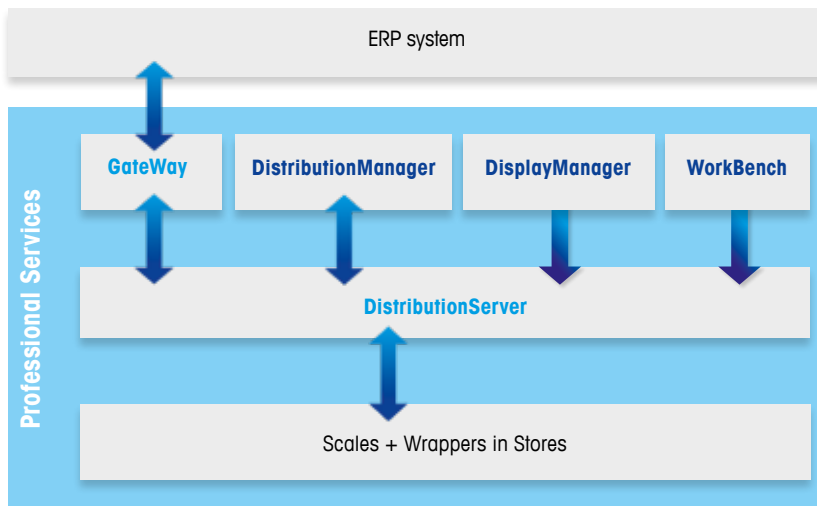 ERP system
Professional Services
GateWay
DistributionManager
DisplayManager
WorkBench
DistributionServer
Scales + Wrappers in Stores